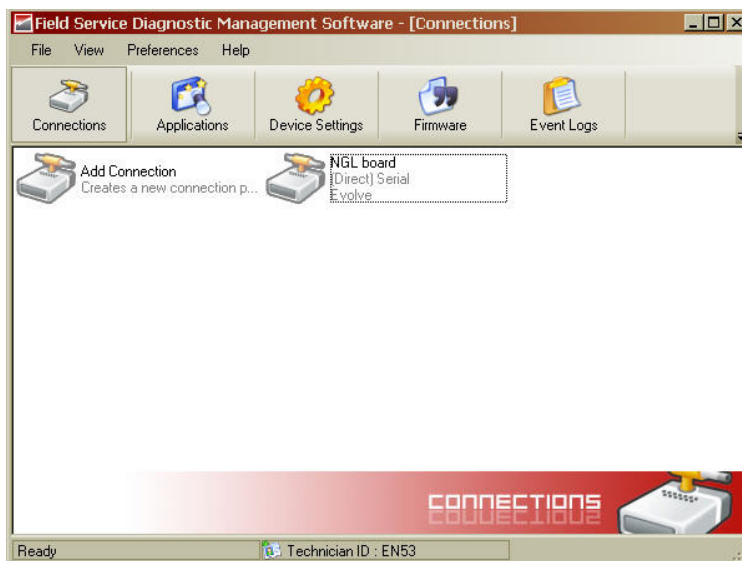 Field Service Diagnostic Management Software - [Connections]
File View Preferences Help
Connections Applications Device Settings Firmware Event Logs
Add Connection
Creates a new connection p...
NGL board
(Direct) Serial
Evolve
CONNECTIONS
Ready Technician ID : EN53